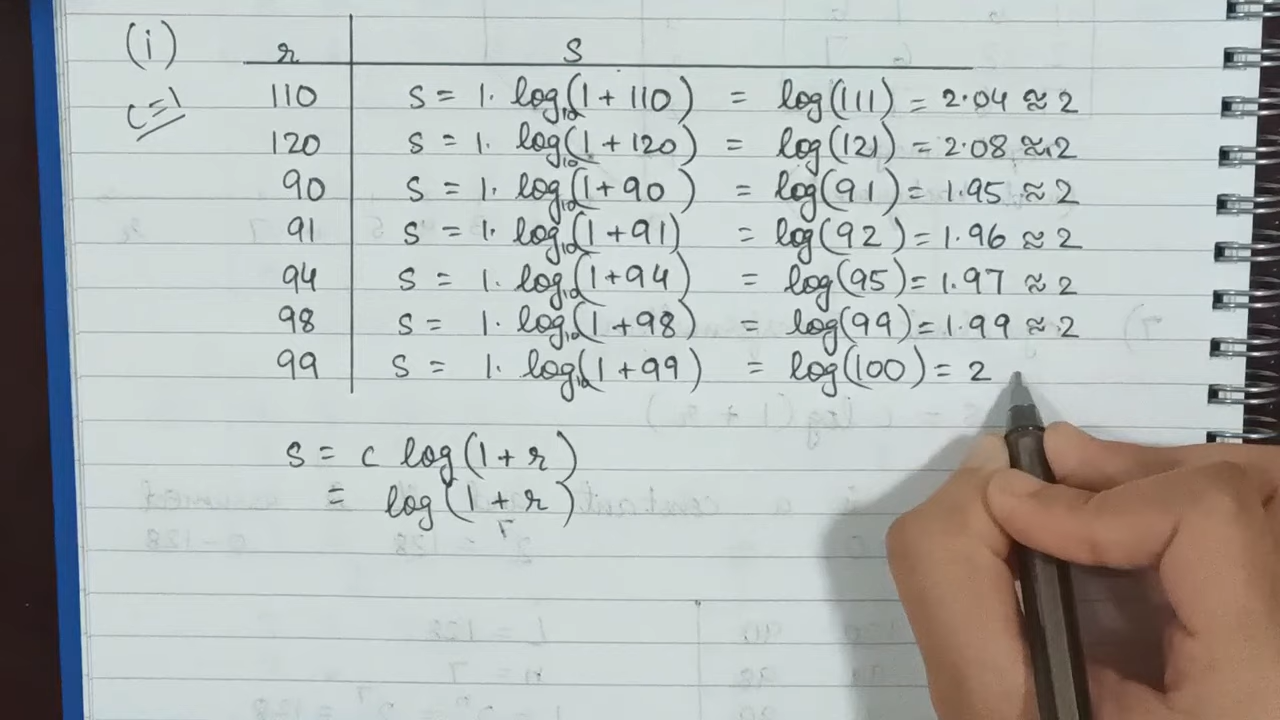 (i) r S
c=1 110 S = 1. log₁₀(1 + 110) = log(111) = 2.04 ≈ 2
120 S = 1. log₁₀(1 + 120) = log(121) = 2.08 ≈ 2
90 S = 1. log₁₀(1 + 90) = log(91) = 1.95 ≈ 2
91 S = 1. log₁₀(1 + 91) = log(92) = 1.96 ≈ 2
94 S = 1. log₁₀(1 + 94) = log(95) = 1.97 ≈ 2
98 S = 1. log₁₀(1 + 98) = log(99) = 1.99 ≈ 2
99 S = 1. log₁₀(1 + 99) = log(100) = 2
S = c log(1 + r)
= log(1 + r)